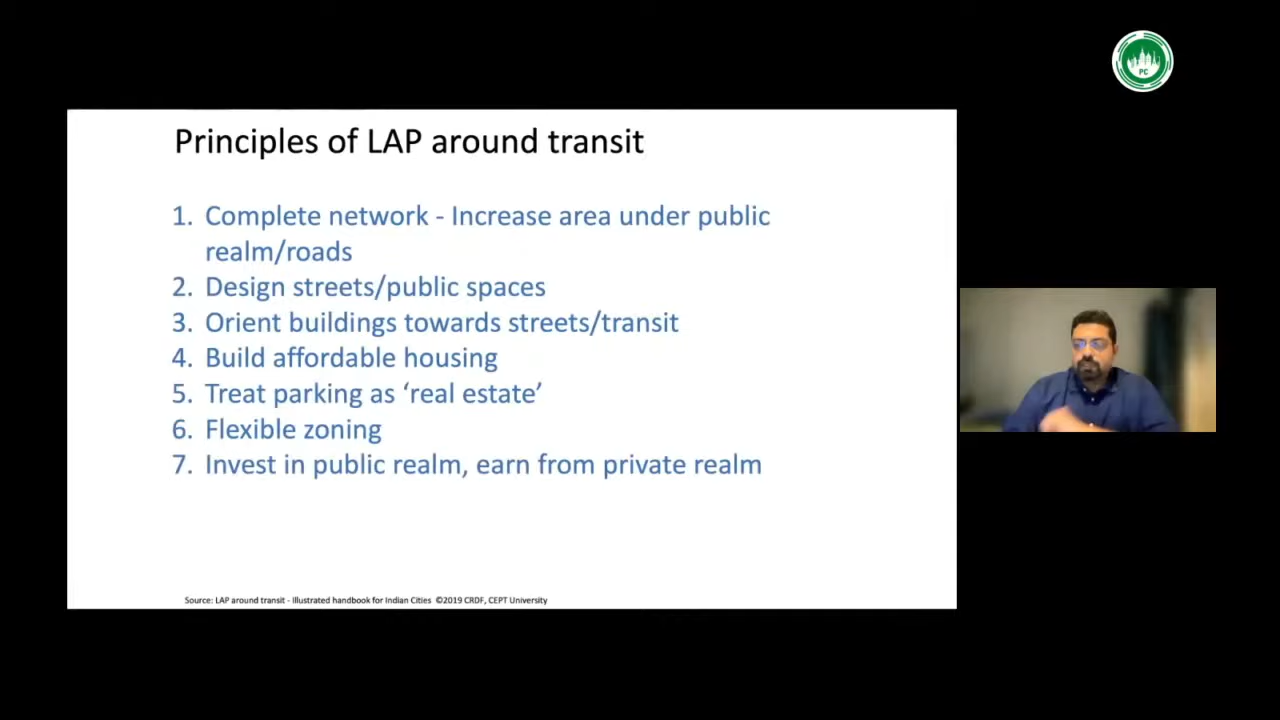 PC
Principles of LAP around transit
1. Complete network - Increase area under public
realm/roads
2. Design streets/public spaces
3. Orient buildings towards streets/transit
4. Build affordable housing
5. Treat parking as ‘real estate’
6. Flexible zoning
7. Invest in public realm, earn from private realm
Source: LAP around transit - Illustrated handbook for Indian Cities ©2019 CRDF, CEPT University